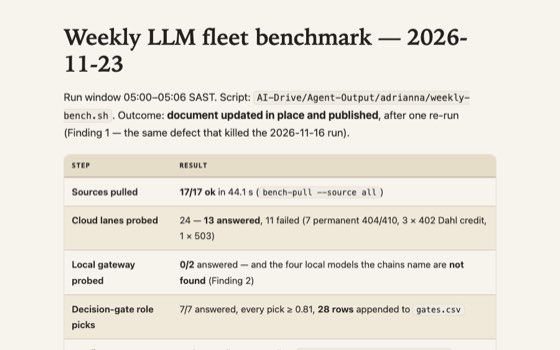 Weekly LLM fleet benchmark — 2026-
11-23
Run window 05:00–05:06 SAST. Script: AI-Drive/Agent-Output/adrianna/weekly-
bench.sh . Outcome: document updated in place and published, after one re-run
(Finding 1 — the same defect that killed the 2026-11-16 run).
STEP RESULT
Sources pulled 17/17 ok in 44.1 s ( bench-pull --source all )
Cloud lanes probed 24 — 13 answered, 11 failed (7 permanent 404/410, 3 × 402 Dahl credit,
1 × 503)
Local gateway 0/2 answered — and the four local models the chains name are not
probed found (Finding 2)
Decision-gate role 7/7 answered, every pick ≥ 0.81, 28 rows appended to gates.csv
picks